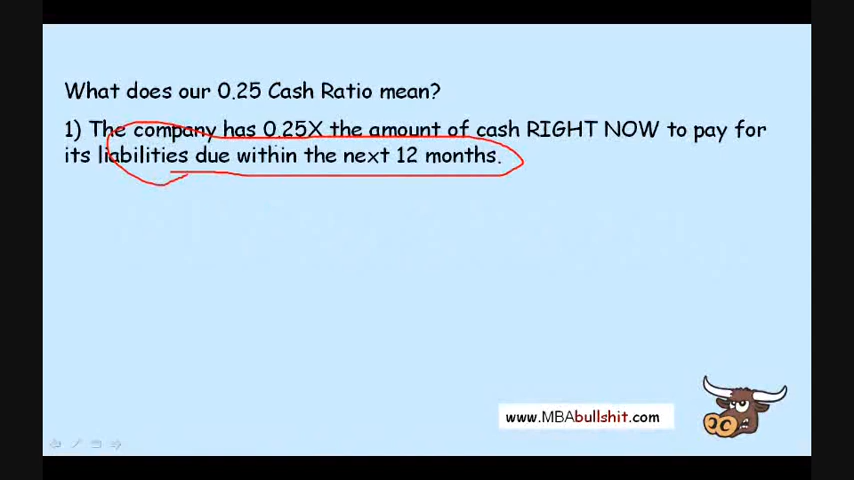 What does our 0.25 Cash Ratio mean?
1) The company has 0.25X the amount of cash RIGHT NOW to pay for
its liabilities due within the next 12 months.
www.MBAbullshit.com